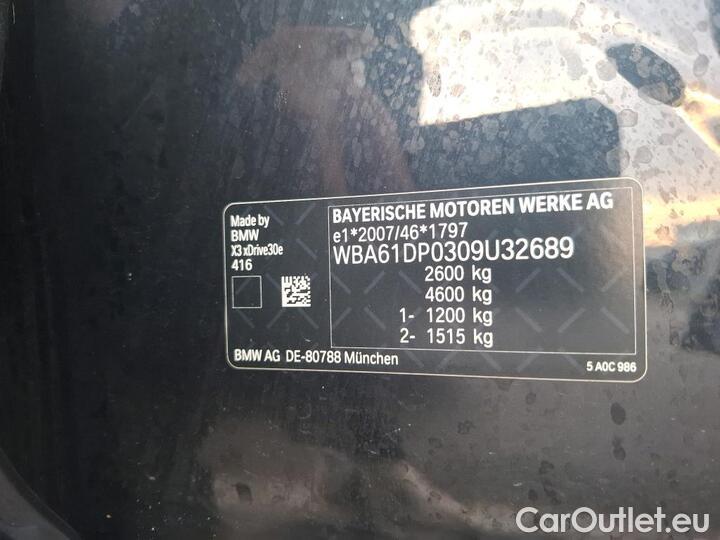 Made by
BMW
X3 xDrive30e
416
BAYERISCHE MOTOREN WERKE AG
e1*2007/46*1797
WBA61DP0309U32689
2600 kg
4600 kg
1- 1200 kg
2- 1515 kg
BMW AG DE-80788 München
5 A0C 986
CarOutlet.eu